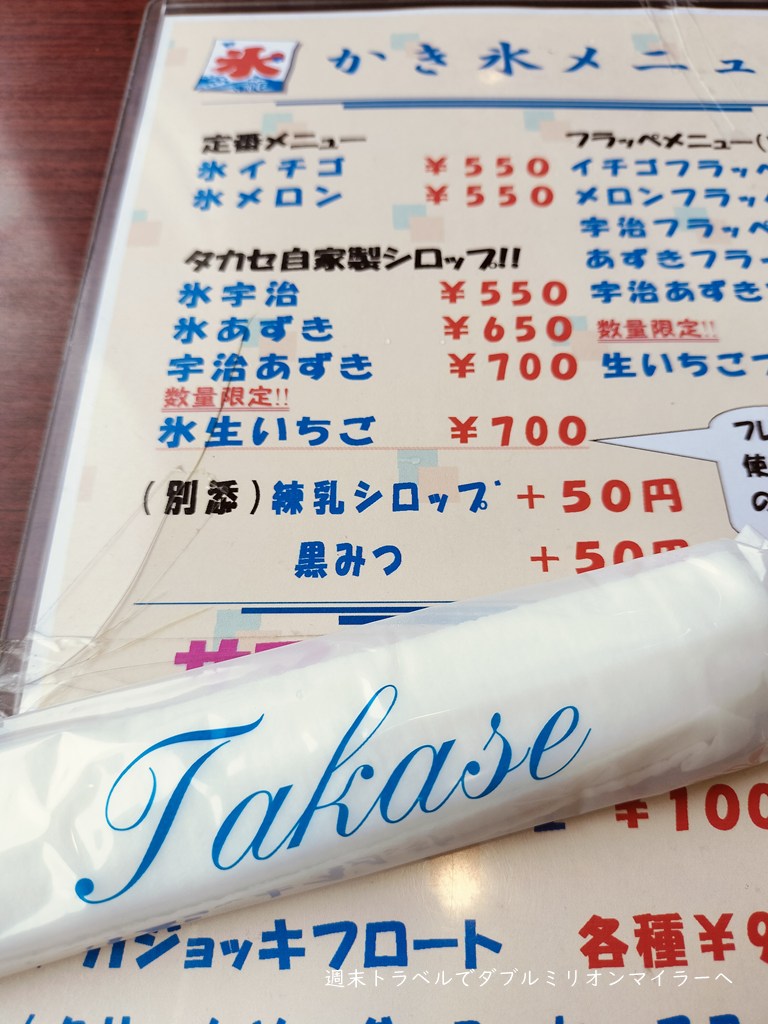 氷
かき氷メニュ
定番メニュー
氷イチゴ ¥550
氷メロン ¥550
タカセ自家製シロップ!!
氷宇治 ¥550
氷あずき ¥650
宇治あずき ¥700
数量限定!!
氷生いちご ¥700
(別添)練乳シロップ +50円
黒みつ +50円
フラッペメニュー(
イチゴフラッペ
メロンフラッ
宇治フラッペ
あずきフラ
宇治あずき
数量限定!!
生いちご
フレ
使
の
Takase
¥100
ジョッキフロート 各種¥9
週末トラベルでダブルミリオンマイラーへ